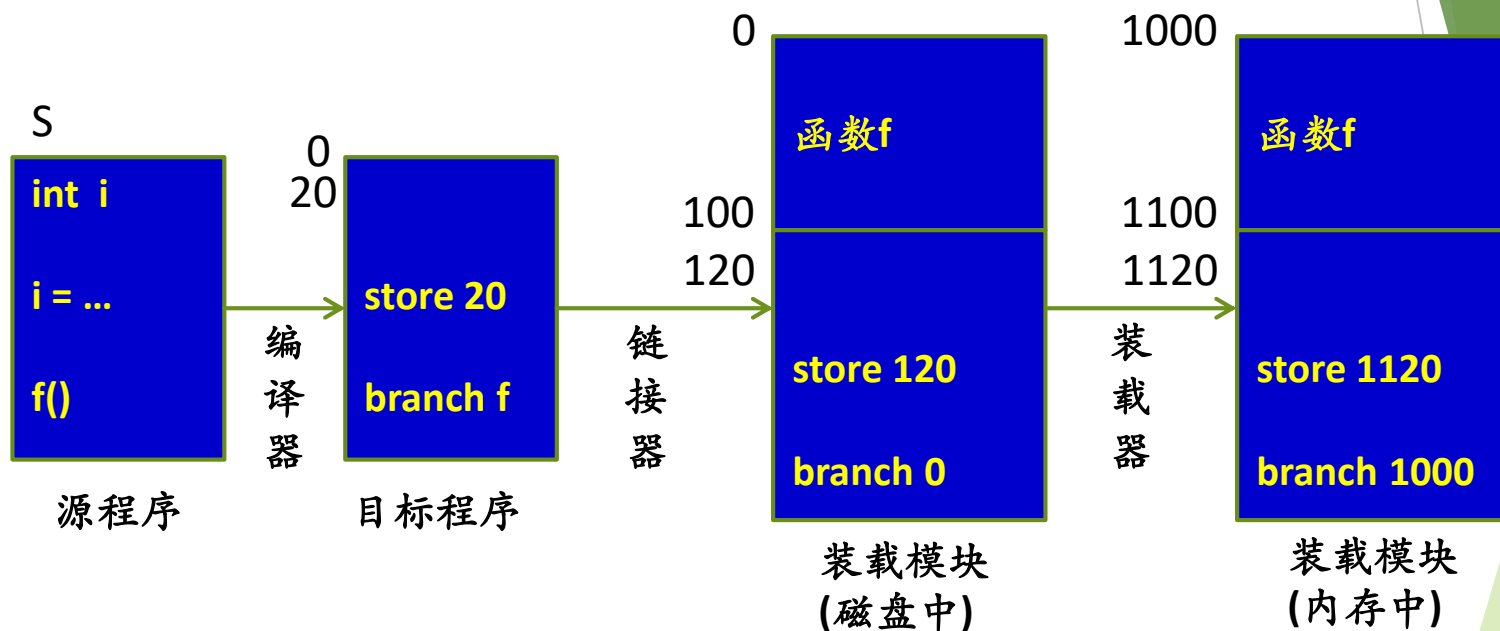 S
int i
i = …
f()
源程序
编译器
0
20
store 20
branch f
目标程序
链接器
0
函数f
100
120
store 120
branch 0
装载模块
(磁盘中)
装载器
1000
函数f
1100
1120
store 1120
branch 1000
装载模块
(内存中)